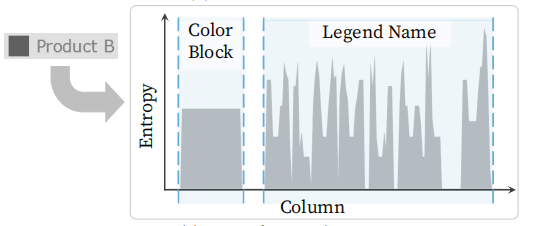 Product B
Color
Block
Legend Name
Entropy
Column